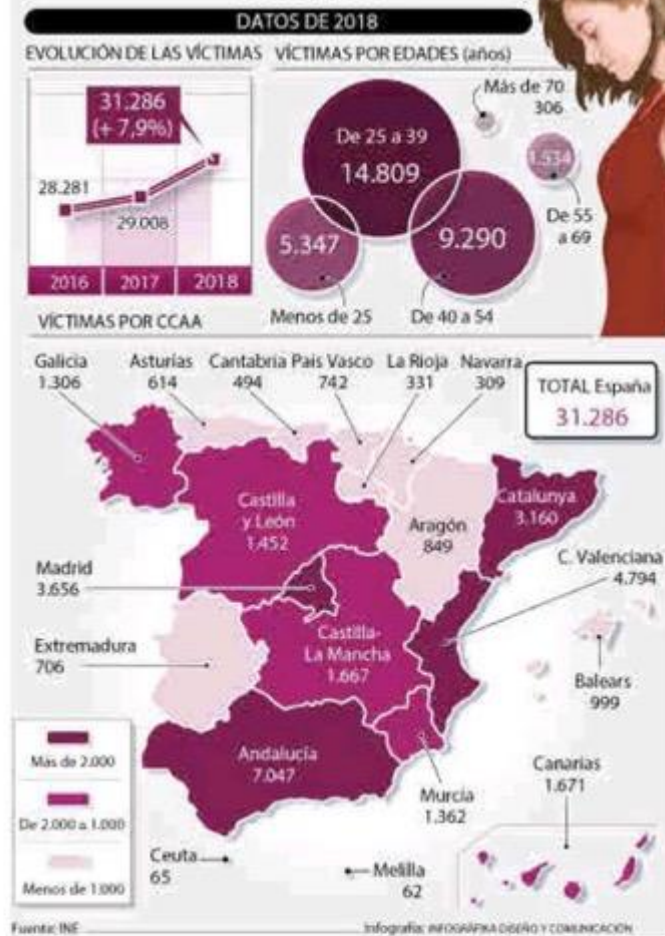 DATOS DE 2018
EVOLUCIÓN DE LAS VÍCTIMAS
31.286
(+ 7,9%)
28.281
29.008
2016
2017
2018
VÍCTIMAS POR EDADES (años)
Más de 70
306
De 25 a 39
14.809
1.534
De 55
a 69
5.347
9.290
Menos de 25
De 40 a 54
VÍCTIMAS POR CCAA
Galicia
1.306
Asturias
614
Cantabria
494
País Vasco
742
La Rioja
331
Navarra
309
TOTAL España
31.286
Castilla
y León
1.452
Aragón
849
Catalunya
3.160
Madrid
3.656
C. Valenciana
4.794
Castilla-
La Mancha
1.667
Extremadura
706
Balears
999
Más de 2.000
De 2.000 a 1.000
Menos de 1.000
Andalucía
7.047
Murcia
1.362
Canarias
1.671
Ceuta
65
Melilla
62
Fuente: INE
Infografía: INFOGRÁFIKA DISEÑO Y COMUNICACIÓN